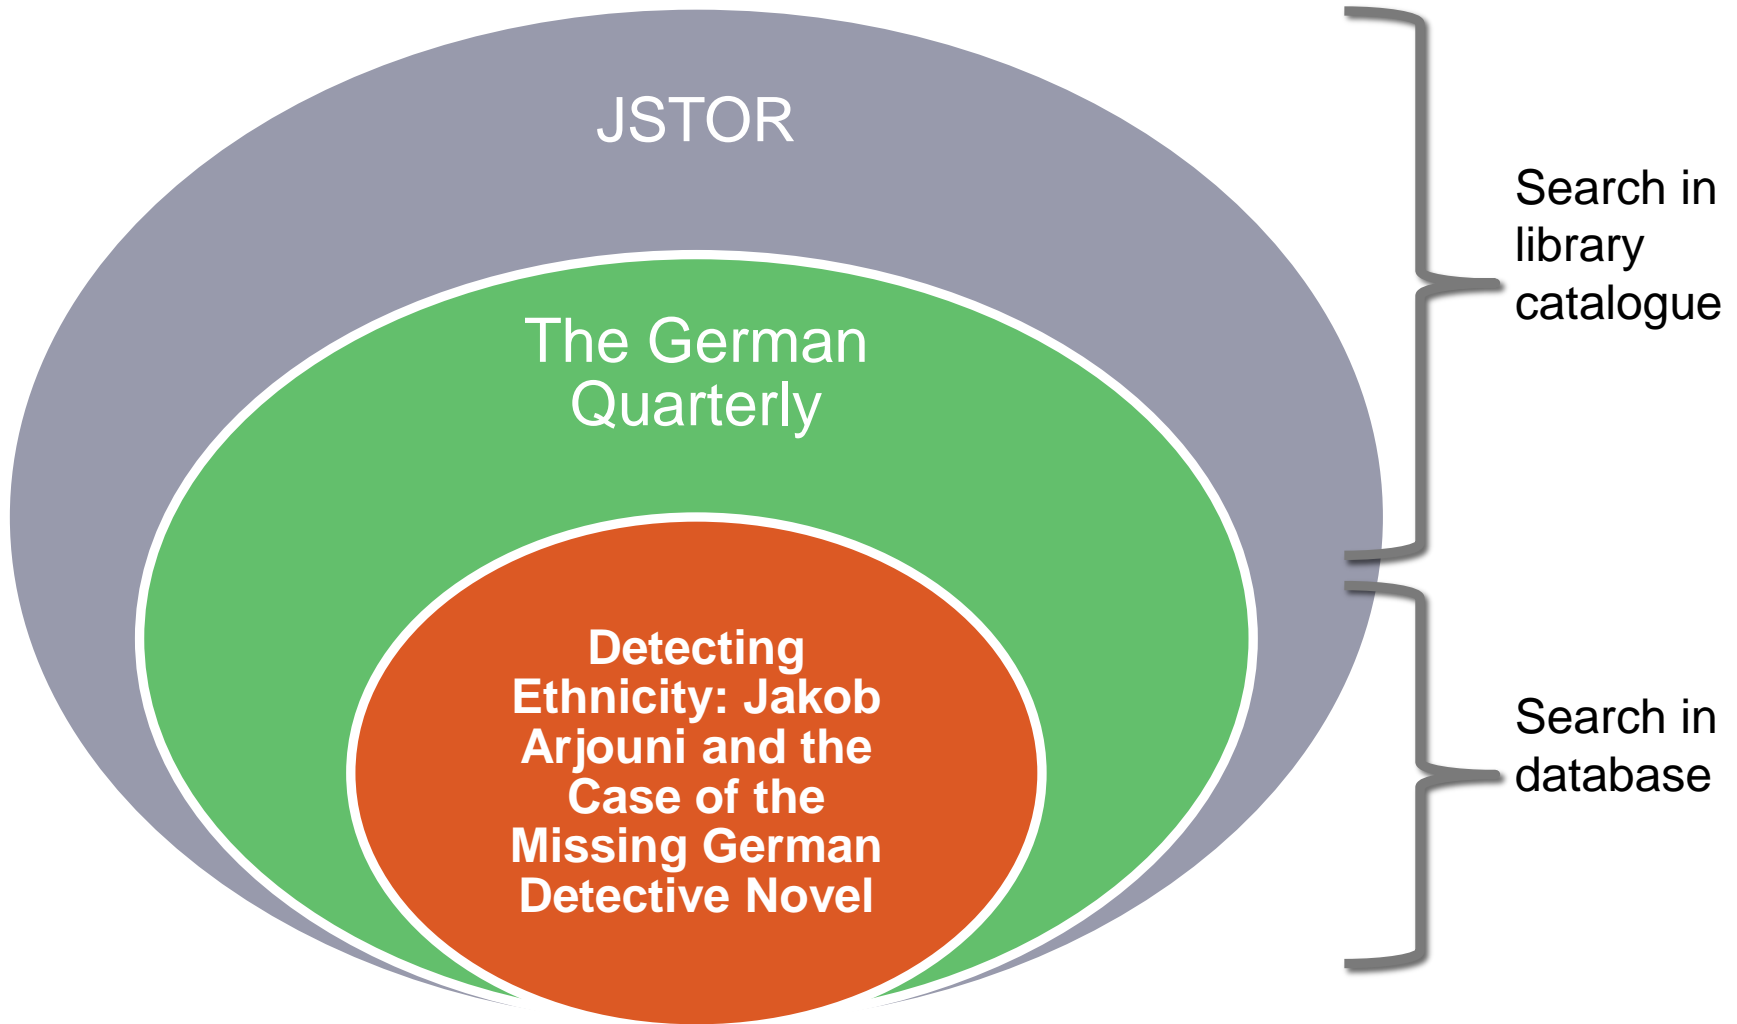 JSTOR
The German
Quarterly
Detecting
Ethnicity: Jakob
Arjouni and the
Case of the
Missing German
Detective Novel
Search in
library
catalogue
Search in
database